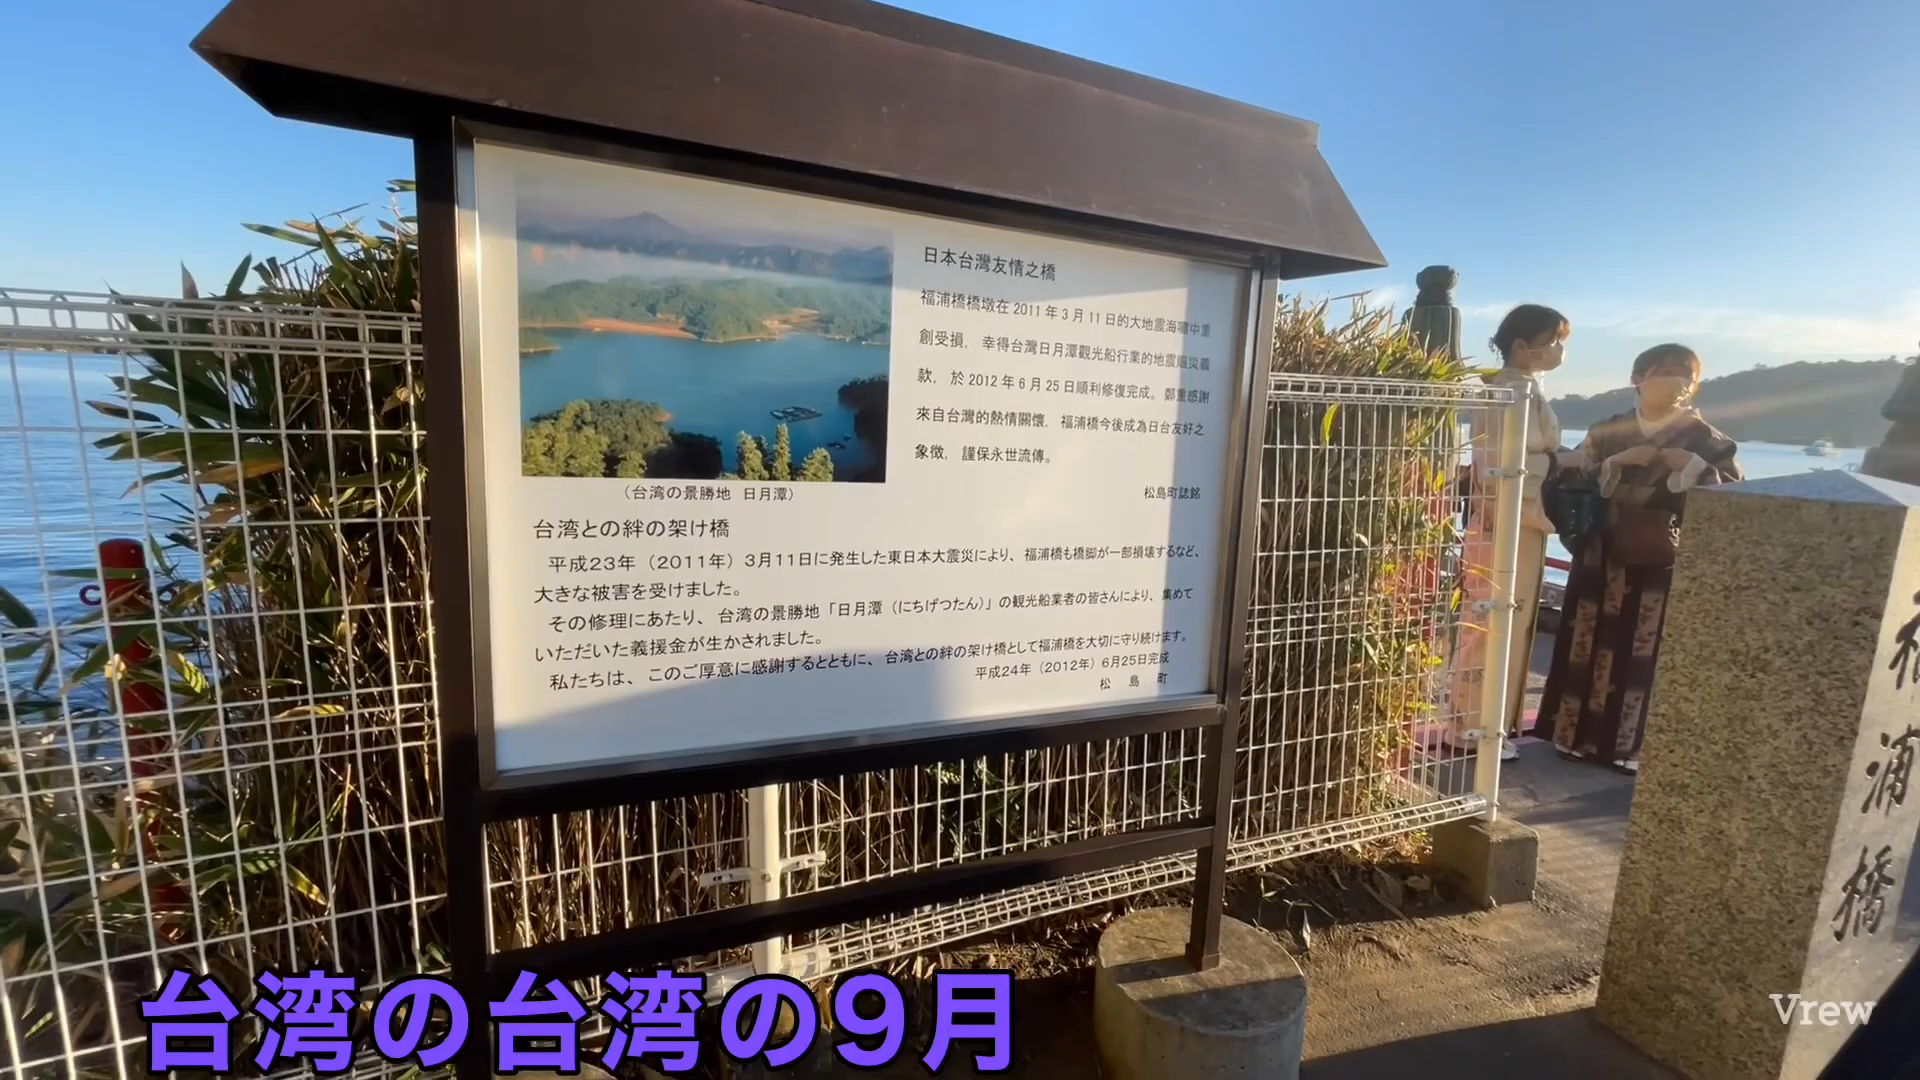 日本台灣友情之橋
福浦橋橋墩在 2011 年 3 月 11 日的大地震海嘯中重
創受損，幸得台灣日月潭觀光船行業的地震賑災義
款，於 2012 年 6 月 25 日順利修復完成。鄭重感謝
來自台灣的熱情關懷，福浦橋今後成為日台友好之
象徵，謹保永世流傳。
松島町誌銘
（台湾の景勝地 日月潭）
台湾との絆の架け橋
平成23年（2011年）3月11日に発生した東日本大震災により、福浦橋も橋脚が一部損壊するなど、
大きな被害を受けました。
その修理にあたり、台湾の景勝地「日月潭（にちげつたん）」の観光船業者の皆さんにより、集めて
いただいた義援金が生かされました。
私たちは、このご厚意に感謝するとともに、台湾との絆の架け橋として福浦橋を大切に守り続けます。
平成24年（2012年）6月25日完成
松 島 町
福浦橋
台湾の台湾の9月
Vrew